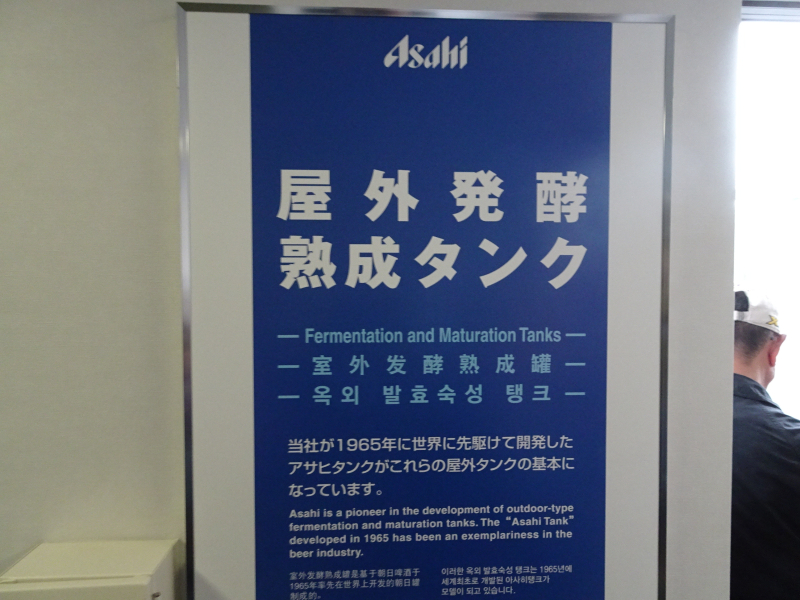 Asahi
屋外発酵
熟成タンク
— Fermentation and Maturation Tanks —
— 室外发酵熟成罐 —
— 옥외 발효숙성 탱크 —
当社が1965年に世界に先駆けて開発した
アサヒタンクがこれらの屋外タンクの基本に
なっています。
Asahi is a pioneer in the development of outdoor-type
fermentation and maturation tanks. The “Asahi Tank”
developed in 1965 has been an exemplariness in the
beer industry.
室外发酵熟成罐是基于朝日啤酒于
1965年率先在世界上开发的朝日罐
制成的。
이러한 옥외 발효숙성 탱크는 1965년에
세계최초로 개발된 아사히탱크가
모델이 되고 있습니다.